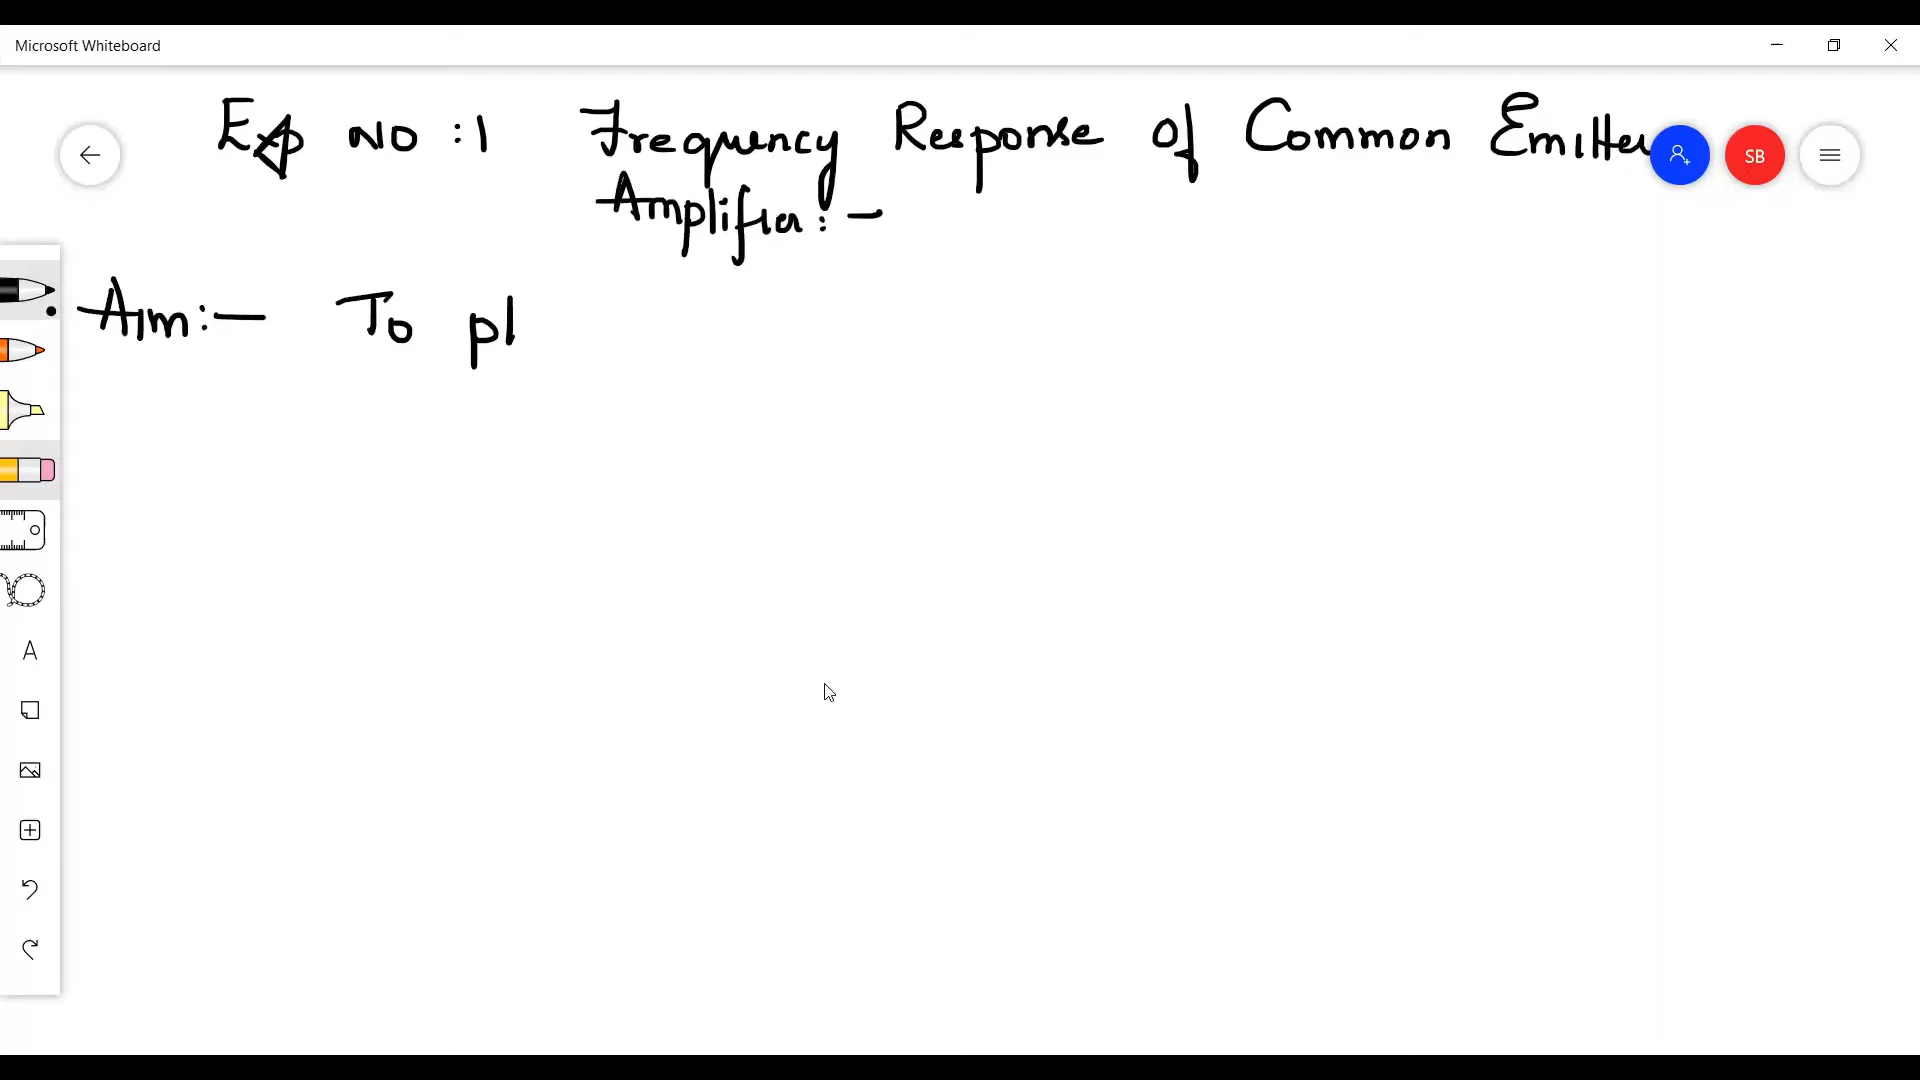 Microsoft Whiteboard
Exp NO :1 Frequency Response of Common Emitter
Amplifier:-
SB
Aim:- To pl
A